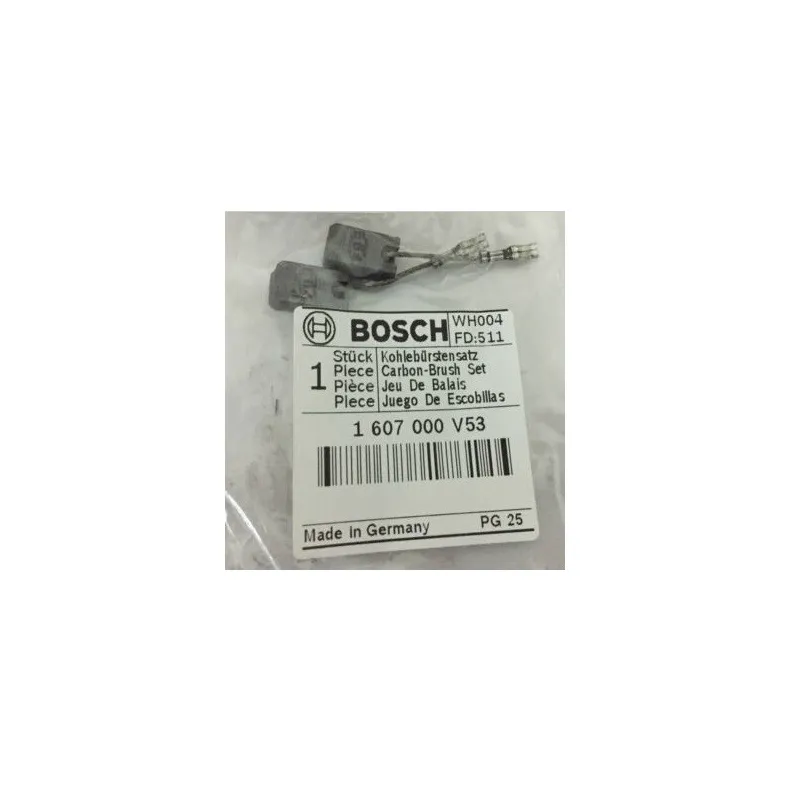 BOSCH
WH004
FD:511
1
Stück Kohlebürstensatz
Piece Carbon-Brush Set
Pièce Jeu De Balais
Piece Juego De Escobillas
1 607 000 V53
Made in Germany PG 25